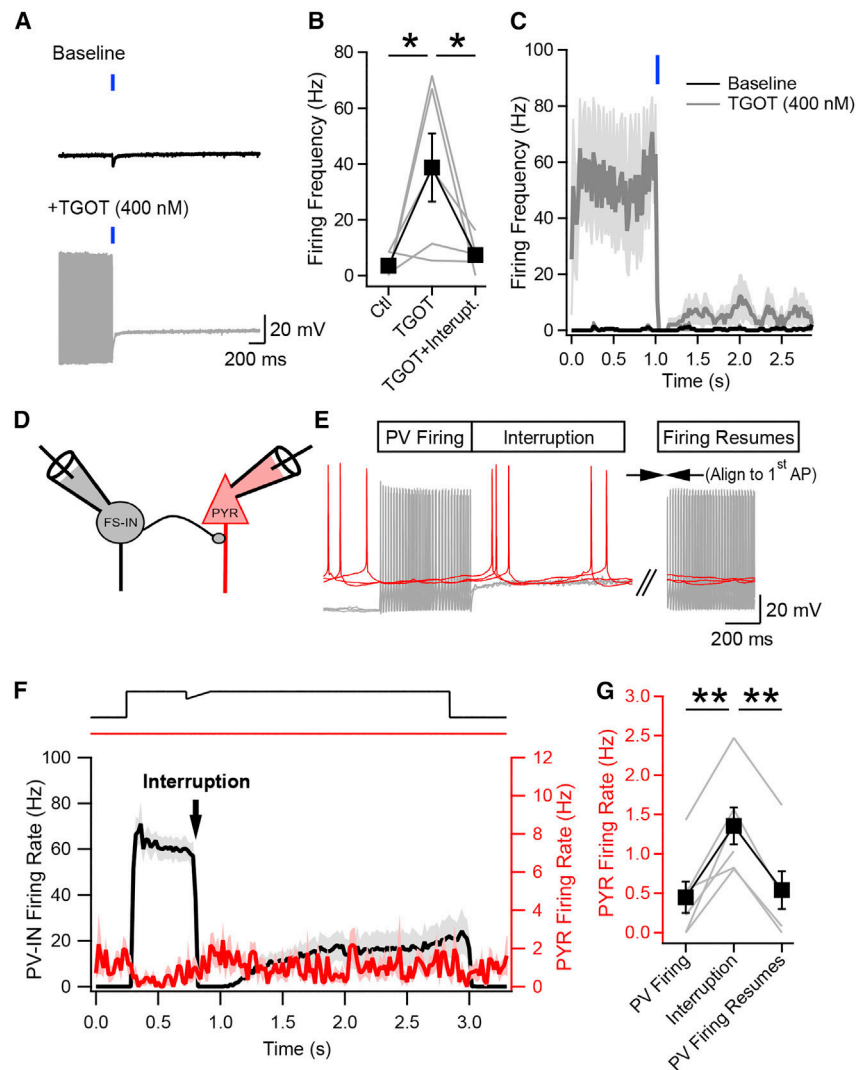 A
Baseline
+TGOT (400 nM)
20 mV
200 ms
B
Firing Frequency (Hz)
80
60
40
20
0
* *
Ctl
TGOT
TGOT+Interupt.
C
Firing Frequency (Hz)
100
80
60
40
20
0
Baseline
TGOT (400 nM)
0.0 0.5 1.0 1.5 2.0 2.5
Time (s)
D
FS-IN
PYR
E
PV Firing
Interruption
Firing Resumes
(Align to 1st AP)
//
20 mV
200 ms
F
PV-IN Firing Rate (Hz)
100
80
60
40
20
0
Interruption
12
10
8
6
4
2
0
PYR Firing Rate (Hz)
0.0 0.5 1.0 1.5 2.0 2.5 3.0
Time (s)
G
PYR Firing Rate (Hz)
3.0
2.5
2.0
1.5
1.0
0.5
0.0
** **
PV Firing
Interruption
PV Firing Resumes